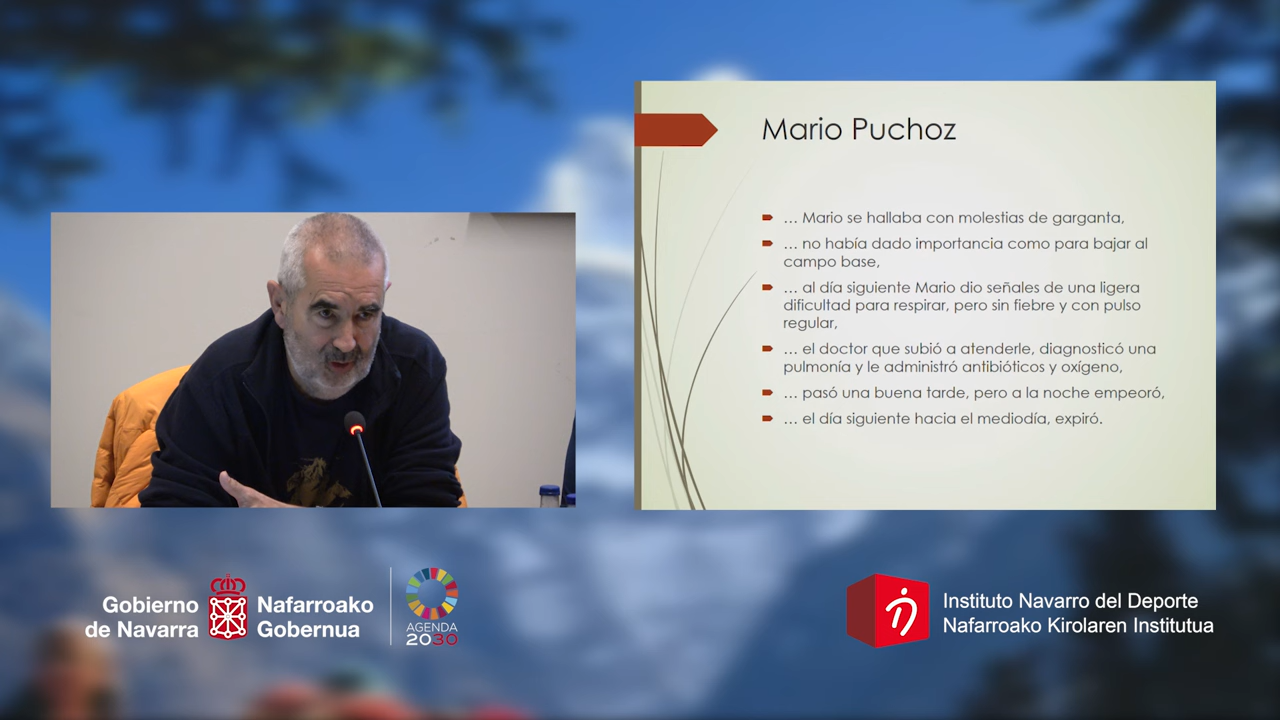 Mario Puchoz
… Mario se hallaba con molestias de garganta,
… no había dado importancia como para bajar al
campo base,
… al día siguiente Mario dio señales de una ligera
dificultad para respirar, pero sin fiebre y con pulso
regular,
… el doctor que subió a atenderle, diagnosticó una
pulmonía y le administró antibióticos y oxígeno,
… pasó una buena tarde, pero a la noche empeoró,
… el día siguiente hacia el mediodía, expiró.
Gobierno
de Navarra
Nafarroako
Gobernua
AGENDA
2030
Instituto Navarro del Deporte
Nafarroako Kirolaren Institutua